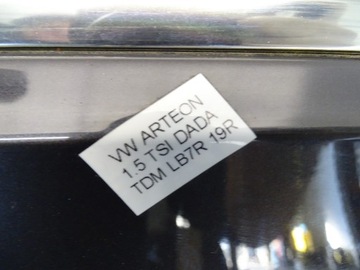 VW ARTEON
1.5 TSI DADA
TDM LB7R 19R